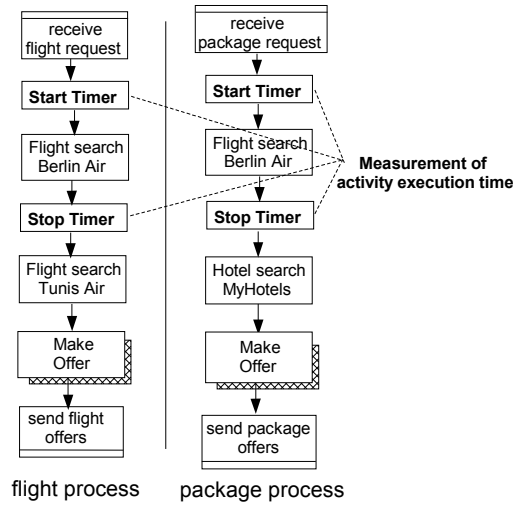 receive
flight request
Start Timer
Flight search
Berlin Air
Stop Timer
Flight search
Tunis Air
Make
Offer
send flight
offers
flight process
receive
package request
Start Timer
Flight search
Berlin Air
Stop Timer
Hotel search
MyHotels
Make
Offer
send package
offers
package process
Measurement of
activity execution time